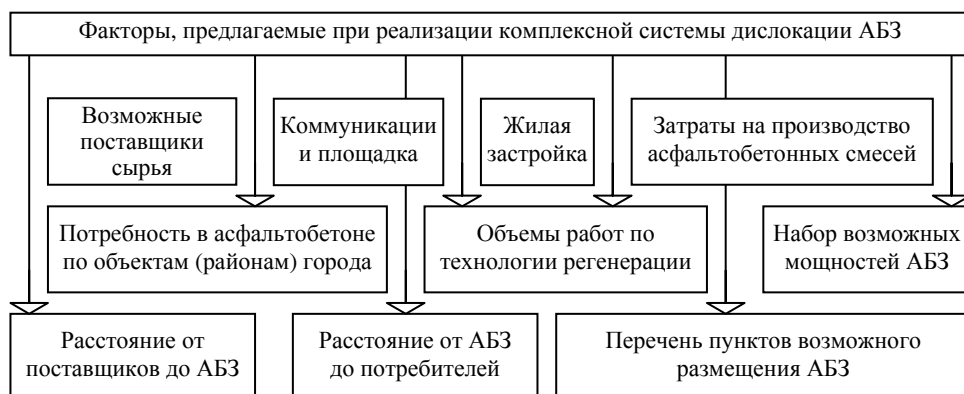 Факторы, предлагаемые при реализации комплексной системы дислокации АБЗ
Возможные
поставщики
сырья
Коммуникации
и площадка
Жилая
застройка
Затраты на производство
асфальтобетонных смесей
Потребность в асфальтобетоне
по объектам (районам) города
Объемы работ по
технологии регенерации
Набор возможных
мощностей АБЗ
Расстояние от
поставщиков до АБЗ
Расстояние от АБЗ
до потребителей
Перечень пунктов возможного
размещения АБЗ